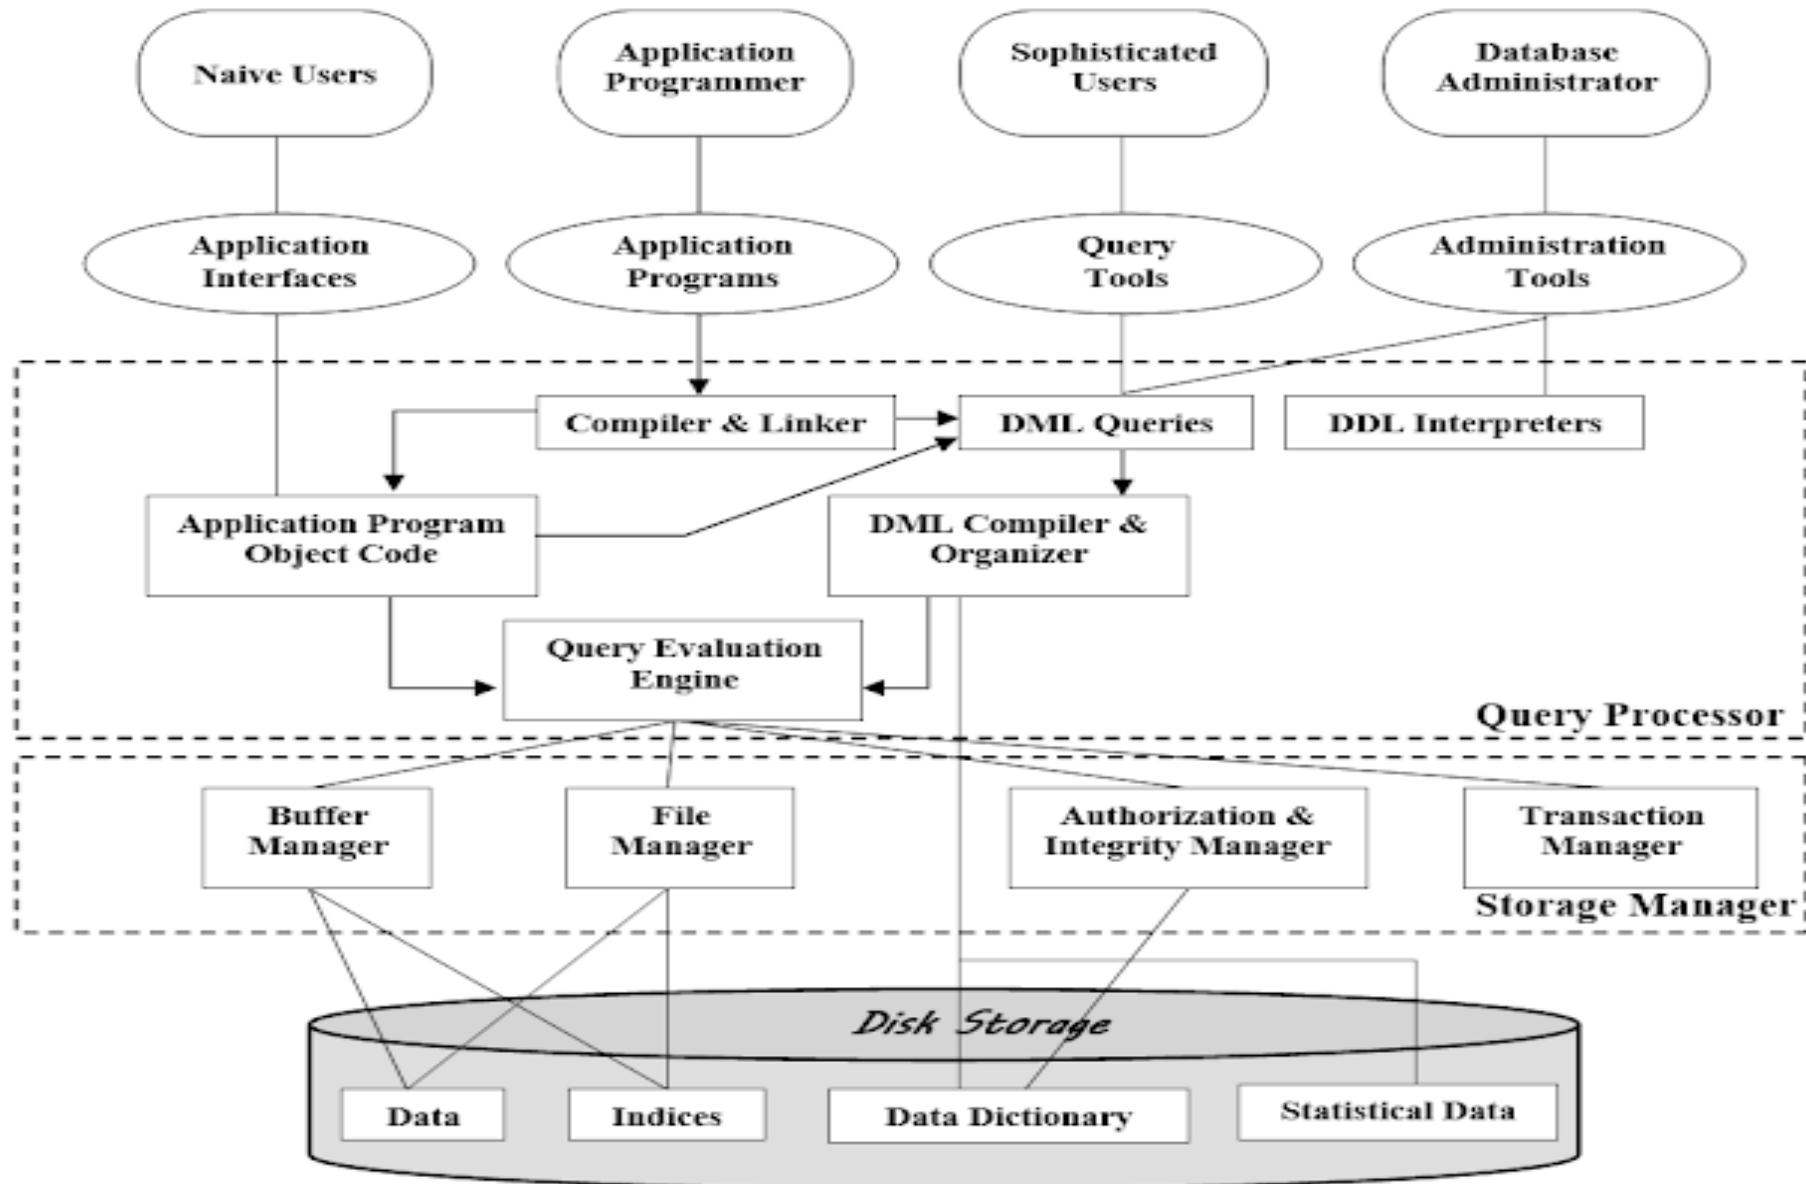 Naive Users
Application
Programmer
Sophisticated
Users
Database
Administrator
Application
Interfaces
Application
Programs
Query
Tools
Administration
Tools
Compiler & Linker
DML Queries
DDL Interpreters
Application Program
Object Code
DML Compiler &
Organizer
Query Evaluation
Engine
Query Processor
Buffer
Manager
File
Manager
Authorization &
Integrity Manager
Transaction
Manager
Storage Manager
Disk Storage
Data
Indices
Data Dictionary
Statistical Data